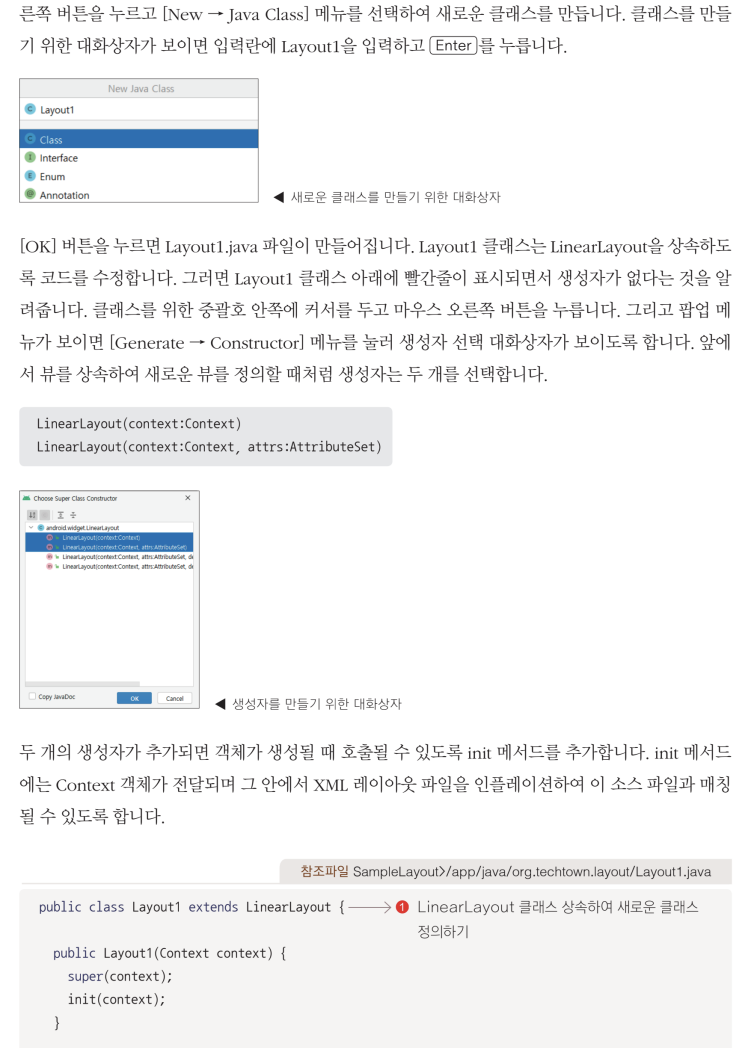 른쪽 버튼을 누르고 [New → Java Class] 메뉴를 선택하여 새로운 클래스를 만듭니다. 클래스를 만들
기 위한 대화상자가 보이면 입력란에 Layout1을 입력하고 Enter를 누릅니다.
New Java Class
C Layout1
C Class
I Interface
E Enum
@ Annotation
◀ 새로운 클래스를 만들기 위한 대화상자
[OK] 버튼을 누르면 Layout1.java 파일이 만들어집니다. Layout1 클래스는 LinearLayout을 상속하도
록 코드를 수정합니다. 그러면 Layout1 클래스 아래에 빨간줄이 표시되면서 생성자가 없다는 것을 알
려줍니다. 클래스를 위한 중괄호 안쪽에 커서를 두고 마우스 오른쪽 버튼을 누릅니다. 그리고 팝업 메
뉴가 보이면 [Generate → Constructor] 메뉴를 눌러 생성자 선택 대화상자가 보이도록 합니다. 앞에
서 뷰를 상속하여 새로운 뷰를 정의할 때처럼 생성자는 두 개를 선택합니다.
LinearLayout(context:Context)
LinearLayout(context:Context, attrs:AttributeSet)
Choose Super Class Constructor
android.widget.LinearLayout
LinearLayout(context:Context)
LinearLayout(context:Context, attrs:AttributeSet)
LinearLayout(context:Context, attrs:AttributeSet, de
LinearLayout(context:Context, attrs:AttributeSet, de
Copy JavaDoc OK Cancel
◀ 생성자를 만들기 위한 대화상자
두 개의 생성자가 추가되면 객체가 생성될 때 호출될 수 있도록 init 메서드를 추가합니다. init 메서드
에는 Context 객체가 전달되며 그 안에서 XML 레이아웃 파일을 인플레이션하여 이 소스 파일과 매칭
될 수 있도록 합니다.
참조파일 SampleLayout>/app/java/org.techtown.layout/Layout1.java
public class Layout1 extends LinearLayout { → ❶ LinearLayout 클래스 상속하여 새로운 클래스
정의하기
public Layout1(Context context) {
super(context);
init(context);
}